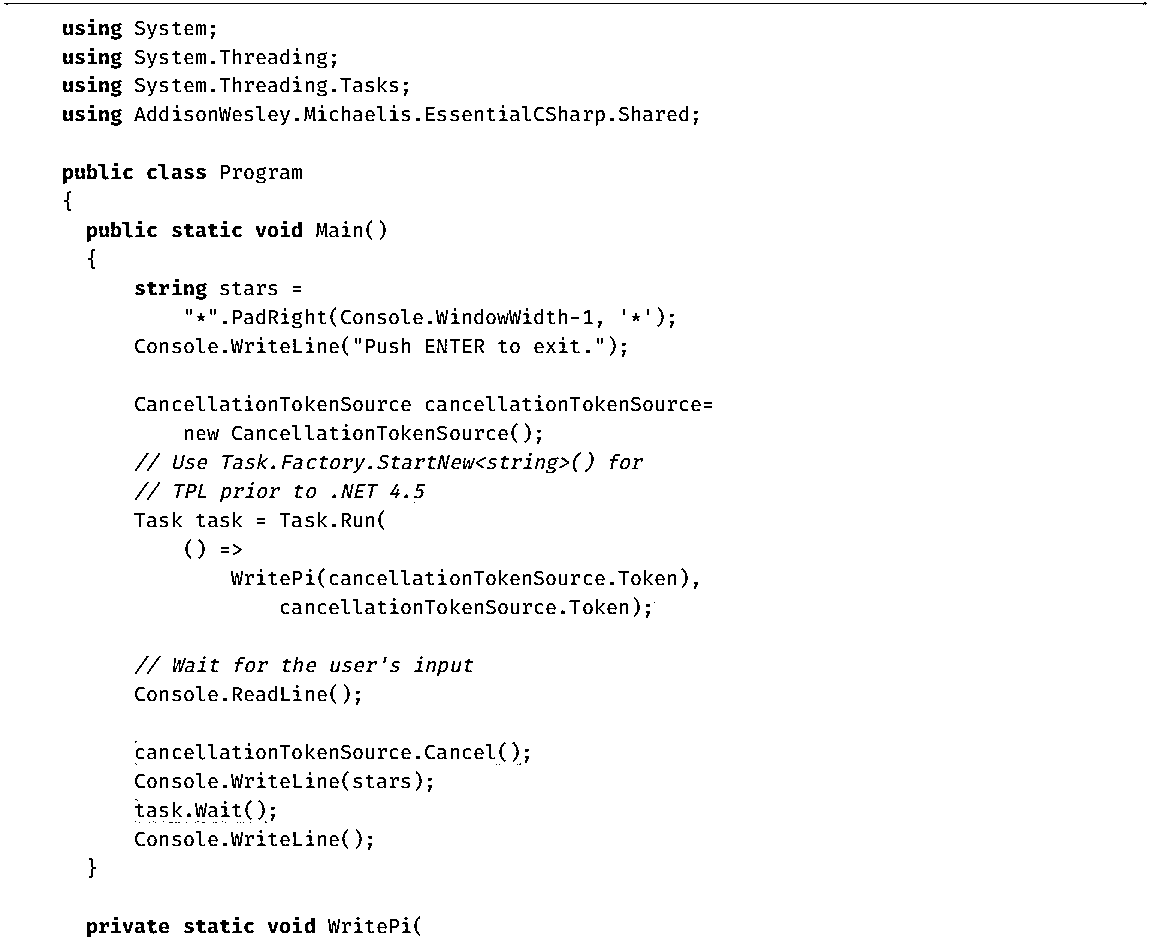 using System;
using System.Threading;
using System.Threading.Tasks;
using AddisonWesley.Michaelis.EssentialCSharp.Shared;

public class Program
{
  public static void Main()
  {
      string stars =
          "*".PadRight(Console.WindowWidth-1, '*');
      Console.WriteLine("Push ENTER to exit.");

      CancellationTokenSource cancellationTokenSource=
          new CancellationTokenSource();
      // Use Task.Factory.StartNew<string>() for
      // TPL prior to .NET 4.5
      Task task = Task.Run(
          () =>
              WritePi(cancellationTokenSource.Token),
                  cancellationTokenSource.Token);

      // Wait for the user's input
      Console.ReadLine();

      cancellationTokenSource.Cancel();
      Console.WriteLine(stars);
      task.Wait();
      Console.WriteLine();
  }

  private static void WritePi(